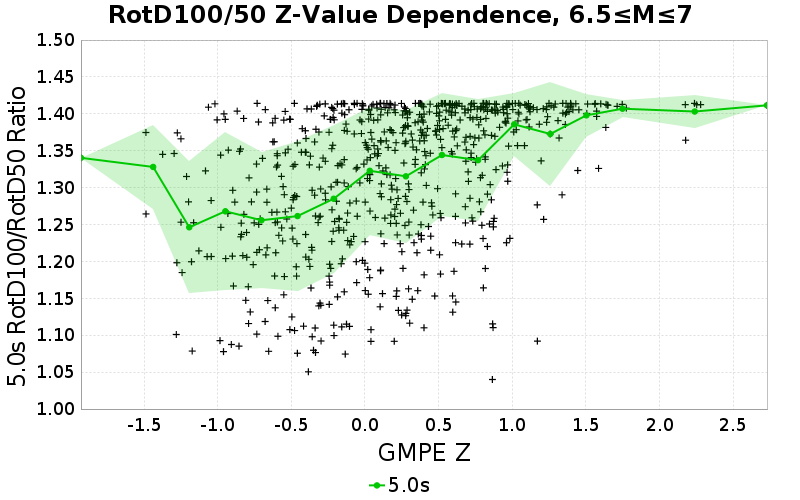 RotD100/50 Z-Value Dependence, 6.5≤M≤7
5.0s RotD100/RotD50 Ratio
1.50
1.45
1.40
1.35
1.30
1.25
1.20
1.15
1.10
1.05
1.00
-1.5 -1.0 -0.5 0.0 0.5 1.0 1.5 2.0 2.5
GMPE Z
5.0s